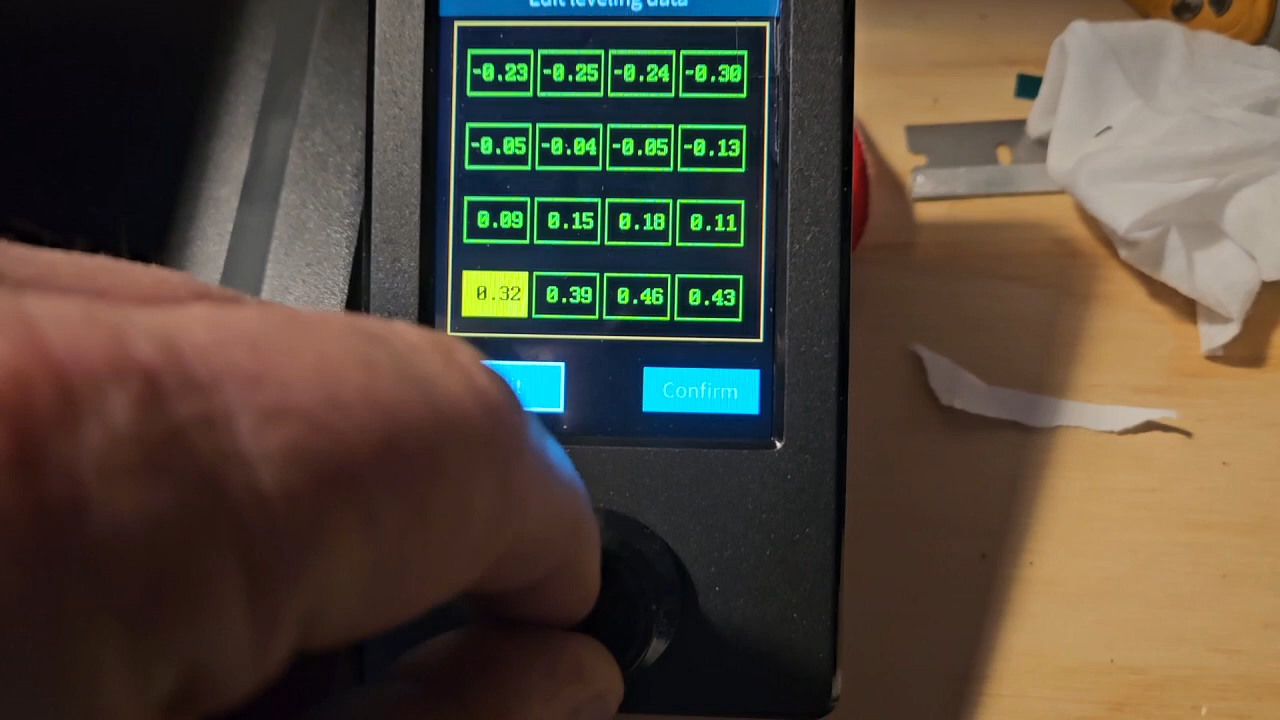 Edit leveling data
-0.23 -0.25 -0.24 -0.30
-0.05 -0.04 -0.05 -0.13
0.09 0.15 0.18 0.11
0.32 0.39 0.46 0.43
Confirm